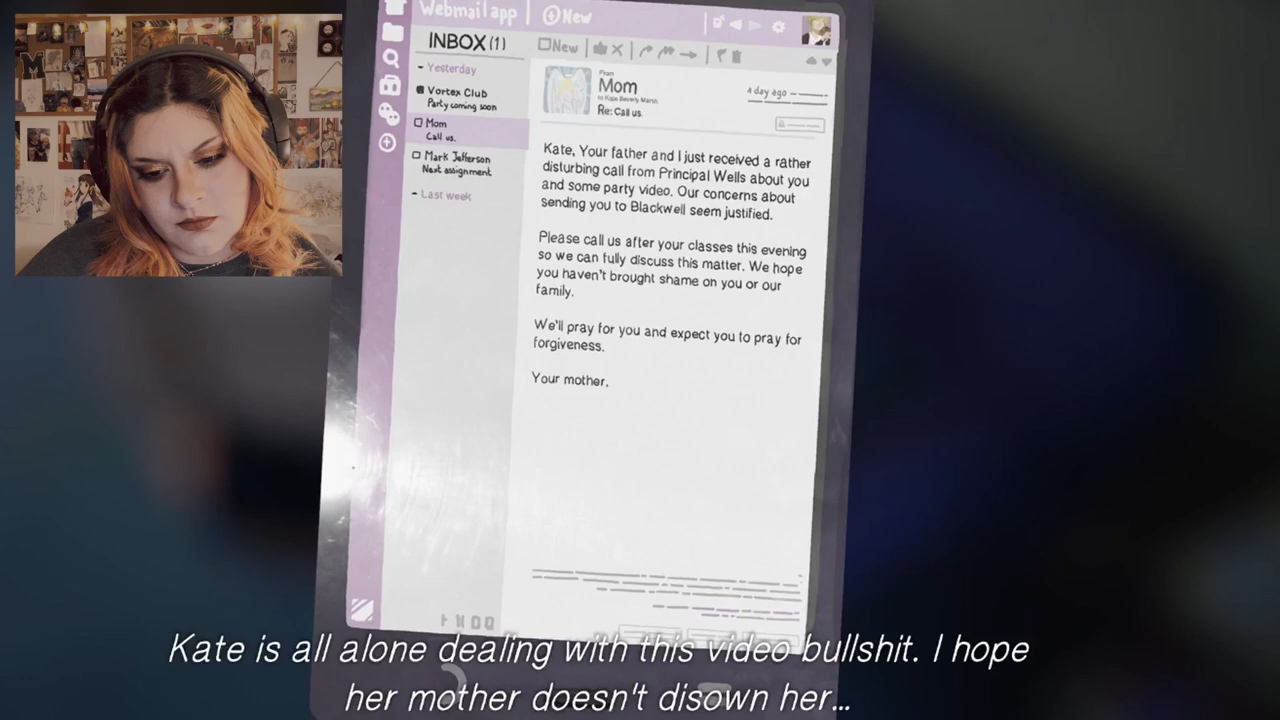 Webmail app
New
INBOX (1)
New
Yesterday
Vortex Club
Party coming soon
Mom
Call us.
Mark Jefferson
Next assignment
Last week
From
Mom
to Kate Beverly Marsh
Re: Call us.
1 day ago
Kate, Your father and I just received a rather
disturbing call from Principal Wells about you
and some party video. Our concerns about
sending you to Blackwell seem justified.
Please call us after your classes this evening
so we can fully discuss this matter. We hope
you haven't brought shame on you or our
family.
We'll pray for you and expect you to pray for
forgiveness.
Your mother.
Kate is all alone dealing with this video bullshit. I hope
her mother doesn't disown her...